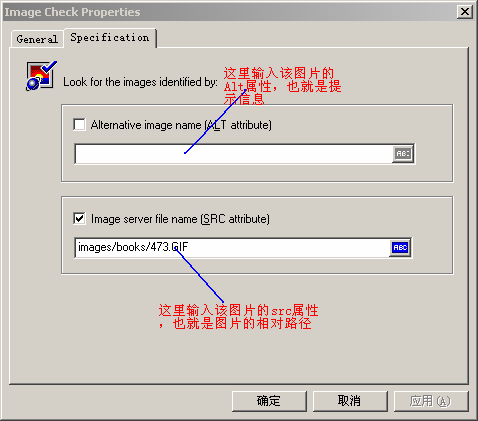 Image Check Properties
General
Specification
Look for the images identified by:
这里输入该图片的
Alt属性，也就是提
示信息
Alternative image name (ALT attribute)
ABC
Image server file name (SRC attribute)
images/books/473.GIF
ABC
这里输入该图片的src属性
，也就是图片的相对路径
确定
取消
应用(A)